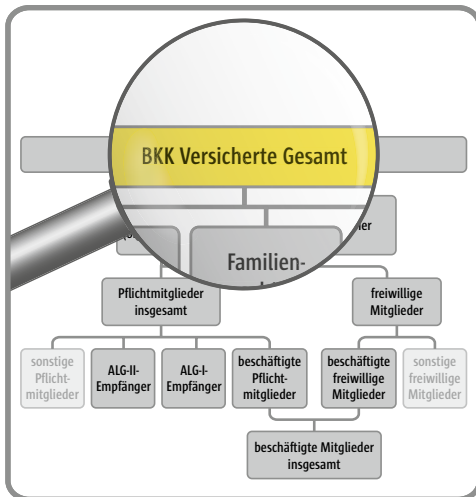 BKK Versicherte Gesamt
Familien-
Pflichtmitglieder
insgesamt
freiwillige
Mitglieder
sonstige
Pflicht-
mitglieder
ALG-II-
Empfänger
ALG-I-
Empfänger
beschäftigte
Pflicht-
mitglieder
beschäftigte
freiwillige
Mitglieder
sonstige
freiwillige
Mitglieder
beschäftigte Mitglieder
insgesamt